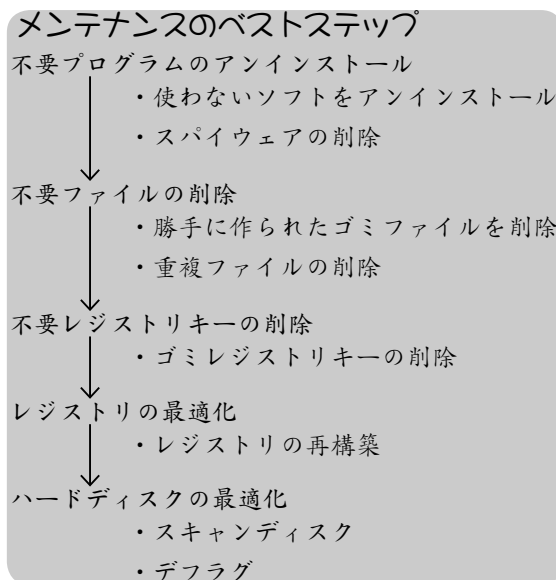 メンテナンスのベストステップ
不要プログラムのアンインストール
・使わないソフトをアンインストール
・スパイウェアの削除
不要ファイルの削除
・勝手に作られたゴミファイルを削除
・重複ファイルの削除
不要レジストリキーの削除
・ゴミレジストリキーの削除
レジストリの最適化
・レジストリの再構築
ハードディスクの最適化
・スキャンディスク
・デフラグ